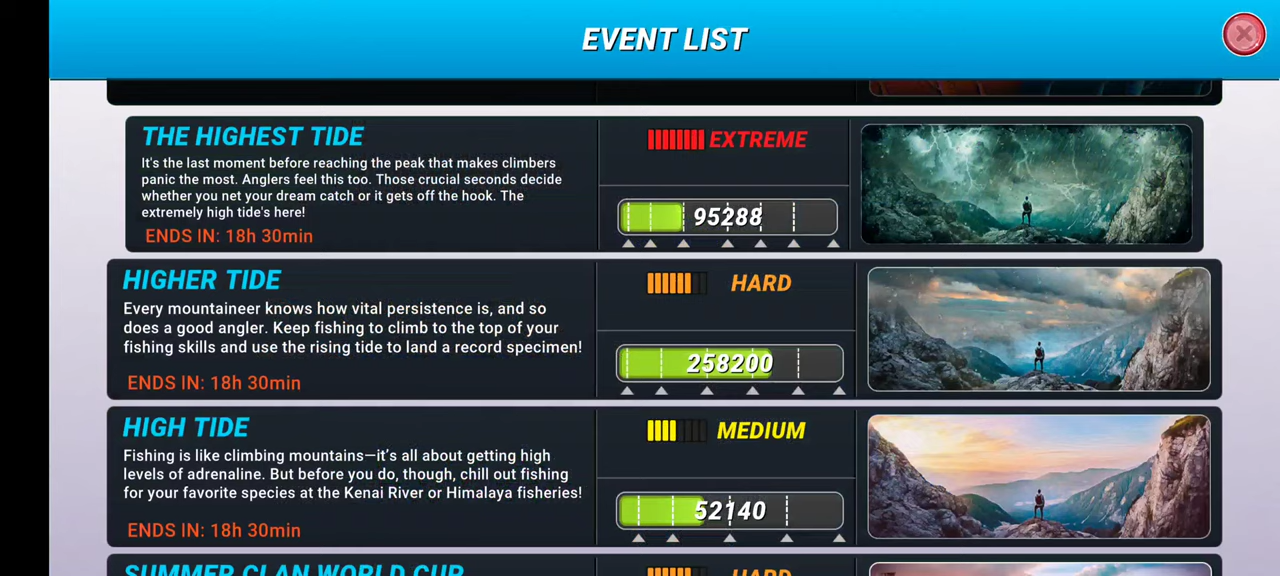 EVENT LIST
THE HIGHEST TIDE
It's the last moment before reaching the peak that makes climbers
panic the most. Anglers feel this too. Those crucial seconds decide
whether you net your dream catch or it gets off the hook. The
extremely high tide's here!
ENDS IN: 18h 30min
EXTREME
95288
HIGHER TIDE
Every mountaineer knows how vital persistence is, and so
does a good angler. Keep fishing to climb to the top of your
fishing skills and use the rising tide to land a record specimen!
ENDS IN: 18h 30min
HARD
258200
HIGH TIDE
Fishing is like climbing mountains—it's all about getting high
levels of adrenaline. But before you do, though, chill out fishing
for your favorite species at the Kenai River or Himalaya fisheries!
ENDS IN: 18h 30min
MEDIUM
52140
SUMMER CLAN WORLD CUP
HARD